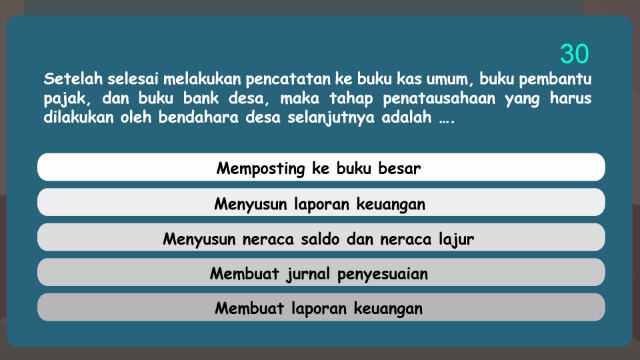 30
Setelah selesai melakukan pencatatan ke buku kas umum, buku pembantu
pajak, dan buku bank desa, maka tahap penatausahaan yang harus
dilakukan oleh bendahara desa selanjutnya adalah ....
Memposting ke buku besar
Menyusun laporan keuangan
Menyusun neraca saldo dan neraca lajur
Membuat jurnal penyesuaian
Membuat laporan keuangan